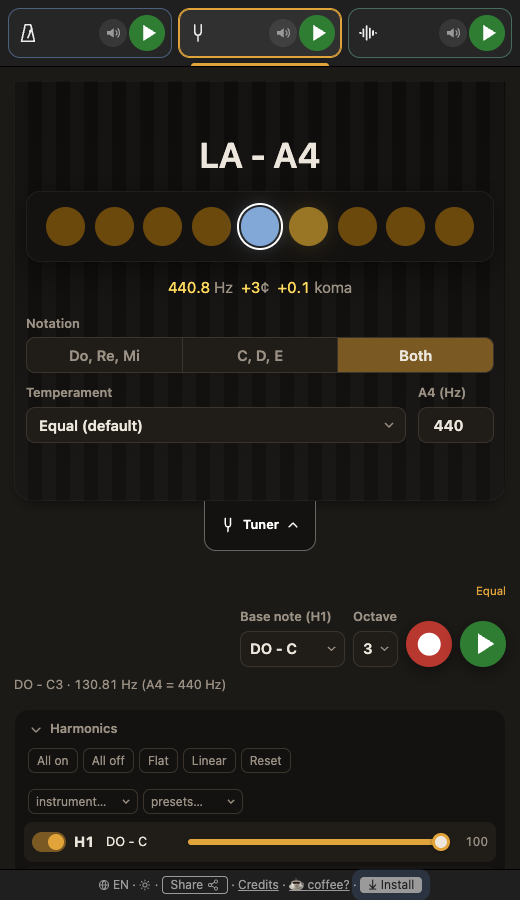 LA - A4
440.8 Hz +3¢ +0.1 koma
Notation
Do, Re, Mi
C, D, E
Both
Temperament
A4 (Hz)
Equal (default)
440
Tuner
Equal
Base note (H1)
Octave
DO - C
3
DO - C3 · 130.81 Hz (A4 = 440 Hz)
Harmonics
All on
All off
Flat
Linear
Reset
instrument...
presets...
H1 DO - C 100
EN · · Share · Credits · ☕ coffee? · Install